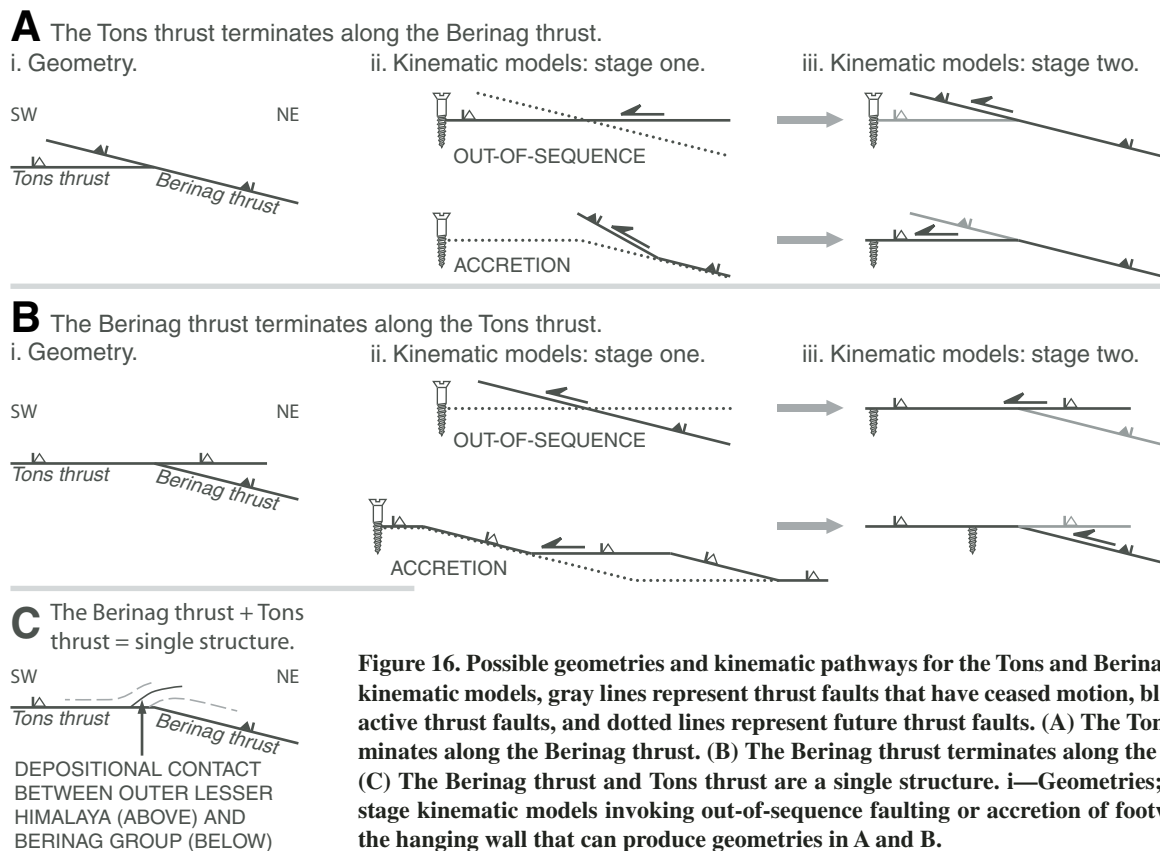 A The Tons thrust terminates along the Berinag thrust.
i. Geometry.
ii. Kinematic models: stage one.
iii. Kinematic models: stage two.
SW
NE
Tons thrust
Berinag thrust
OUT-OF-SEQUENCE
ACCRETION
B The Berinag thrust terminates along the Tons thrust.
i. Geometry.
ii. Kinematic models: stage one.
iii. Kinematic models: stage two.
SW
NE
Tons thrust
Berinag thrust
OUT-OF-SEQUENCE
ACCRETION
C The Berinag thrust + Tons
thrust = single structure.
SW
NE
Tons thrust
Berinag thrust
DEPOSITIONAL CONTACT
BETWEEN OUTER LESSER
HIMALAYA (ABOVE) AND
BERINAG GROUP (BELOW)
Figure 16. Possible geometries and kinematic pathways for the Tons and Berina
kinematic models, gray lines represent thrust faults that have ceased motion, bl
active thrust faults, and dotted lines represent future thrust faults. (A) The Ton
minates along the Berinag thrust. (B) The Berinag thrust terminates along the
(C) The Berinag thrust and Tons thrust are a single structure. i—Geometries;
stage kinematic models invoking out-of-sequence faulting or accretion of footw
the hanging wall that can produce geometries in A and B.